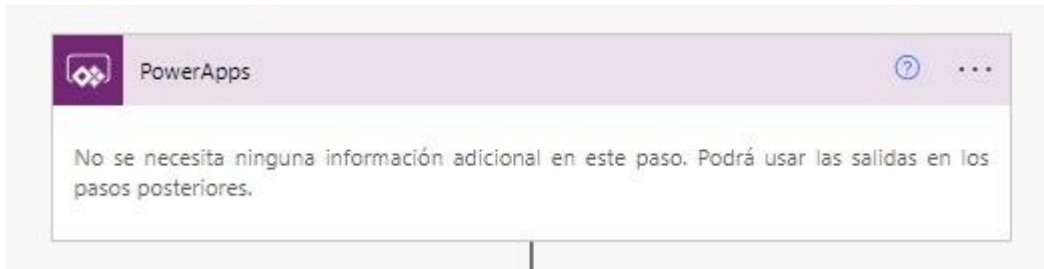 PowerApps
No se necesita ninguna información adicional en este paso. Podrá usar las salidas en los
pasos posteriores.